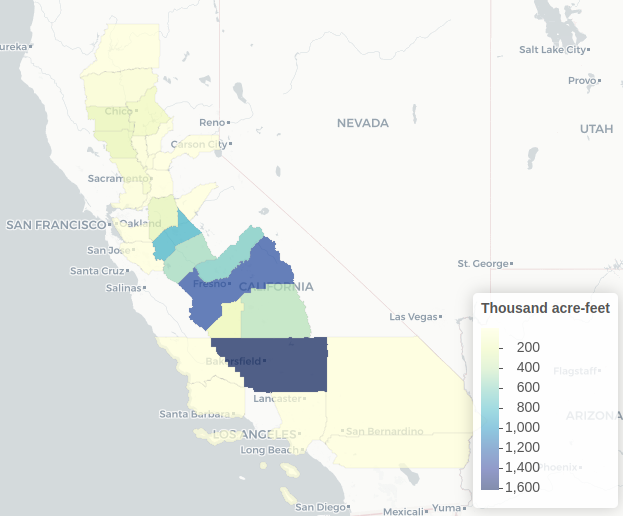 ureka
Salt Lake City
Provo
Chico
Reno
NEVADA
UTAH
Carson City
Sacramento
SAN FRANCISCO
Oakland
San Jose
Santa Cruz
Salinas
St. George
Fresno
CALIFORNIA
Las Vegas
Thousand acre-feet
200
400
600
800
1,000
1,200
1,400
1,600
Flagstaff
ARIZONA
Phoenix
Bakersfield
Lancaster
Santa Barbara
LOS ANGELES
San Bernardino
Long Beach
San Diego
Mexicali
Yuma